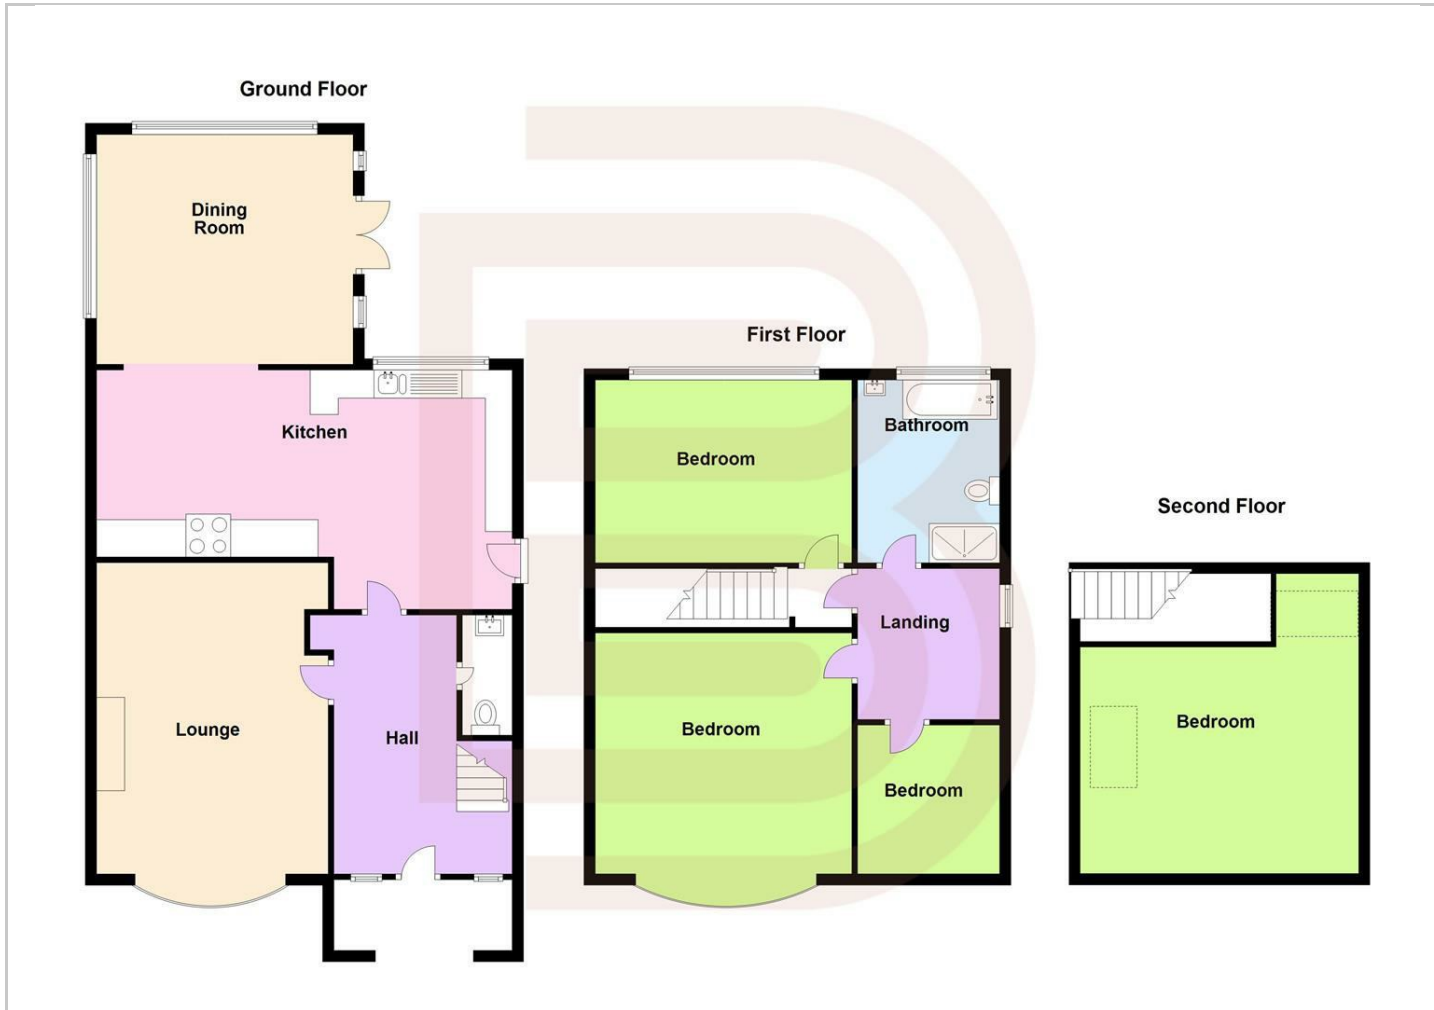 Ground Floor
Dining
Room
Kitchen
Lounge
Hall
First Floor
Bedroom
Bathroom
Landing
Bedroom
Bedroom
Second Floor
Bedroom